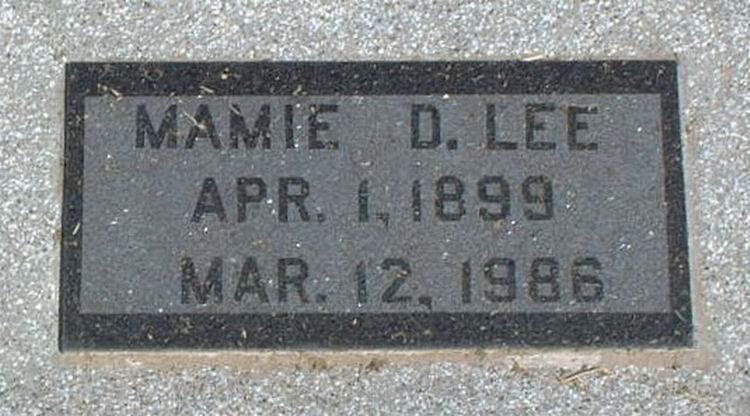 MAMIE D. LEE
APR. 1, 1899
MAR. 12, 1986